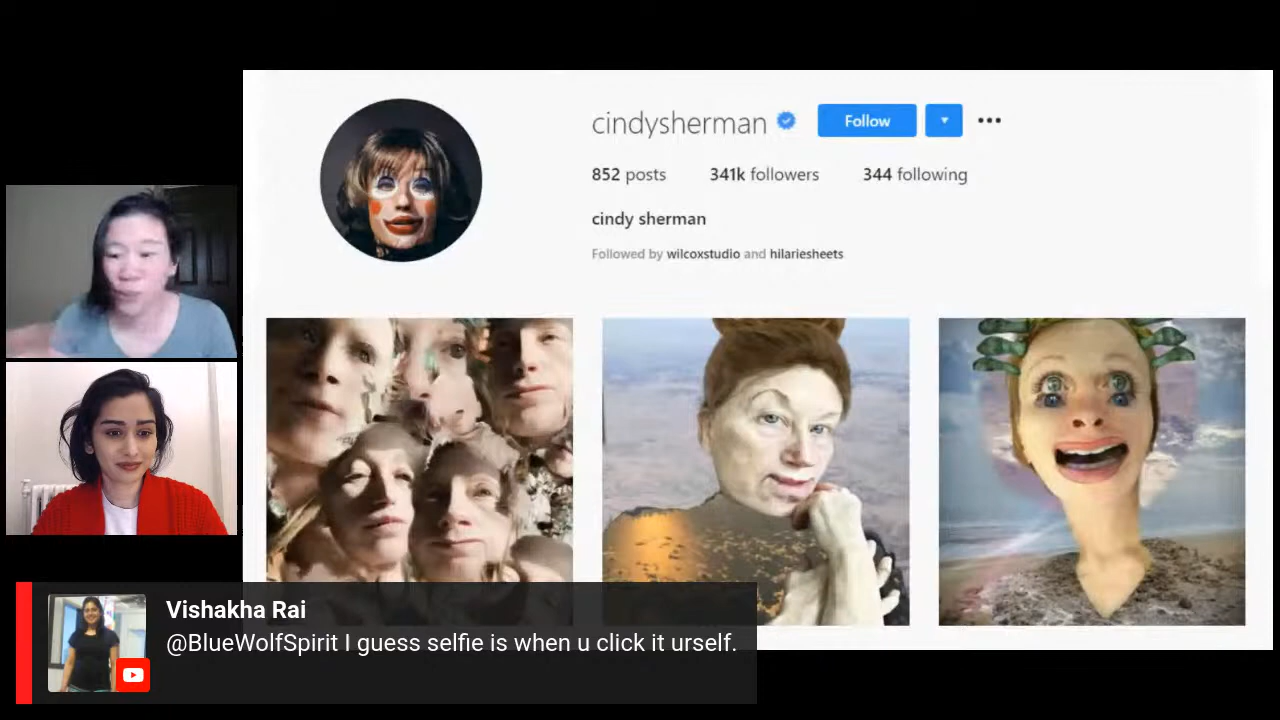 cindysherman
Follow
852 posts 341k followers 344 following
cindy sherman
Followed by wilcoxstudio and hilariesheets
Vishakha Rai
@BlueWolfSpirit I guess selfie is when u click it urself.